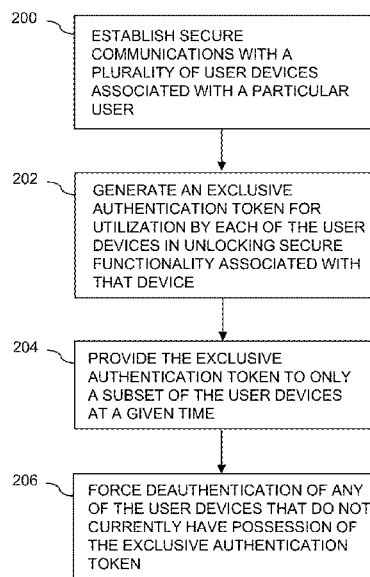 200
ESTABLISH SECURE
COMMUNICATIONS WITH A
PLURALITY OF USER DEVICES
ASSOCIATED WITH A PARTICULAR
USER
202
GENERATE AN EXCLUSIVE
AUTHENTICATION TOKEN FOR
UTILIZATION BY EACH OF THE USER
DEVICES IN UNLOCKING SECURE
FUNCTIONALITY ASSOCIATED WITH
THAT DEVICE
204
PROVIDE THE EXCLUSIVE
AUTHENTICATION TOKEN TO ONLY
A SUBSET OF THE USER DEVICES
AT A GIVEN TIME
206
FORCE DEAUTHENTICATION OF ANY
OF THE USER DEVICES THAT DO NOT
CURRENTLY HAVE POSSESSION OF
THE EXCLUSIVE AUTHENTICATION
TOKEN